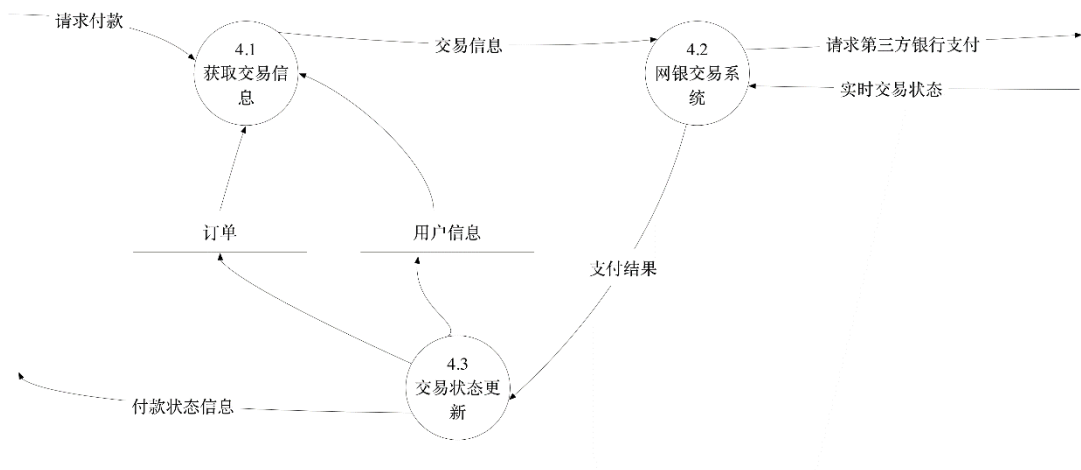 请求付款
4.1
获取交易信
息
交易信息
4.2
网银交易系
统
请求第三方银行支付
实时交易状态
订单
用户信息
支付结果
4.3
交易状态更
新
付款状态信息